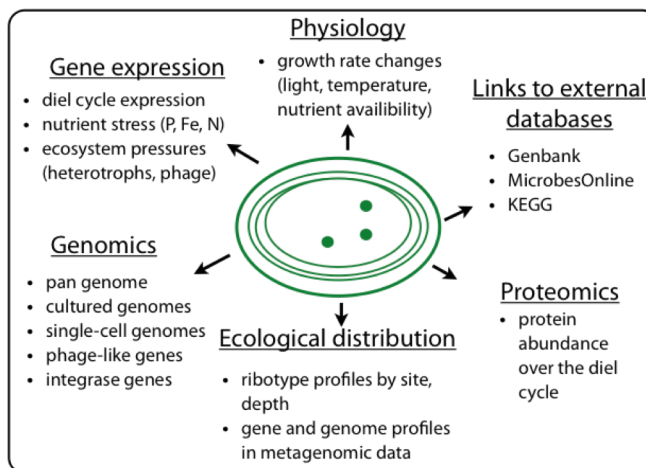 Physiology
• growth rate changes
(light, temperature,
nutrient availibility)
Gene expression
• diel cycle expression
• nutrient stress (P, Fe, N)
• ecosystem pressures
(heterotrophs, phage)
Links to external
databases
• Genbank
• MicrobesOnline
• KEGG
Genomics
• pan genome
• cultured genomes
• single-cell genomes
• phage-like genes
• integrase genes
Proteomics
• protein
abundance
over the diel
cycle
Ecological distribution
• ribotype profiles by site,
depth
• gene and genome profiles
in metagenomic data